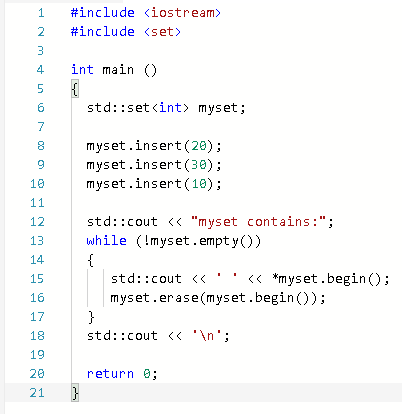 1 #include <iostream>
2 #include <set>
3
4 int main ()
5 {
6 std::set<int> myset;
7
8 myset.insert(20);
9 myset.insert(30);
10 myset.insert(10);
11
12 std::cout << "myset contains:";
13 while (!myset.empty())
14 {
15 std::cout << ' ' << *myset.begin();
16 myset.erase(myset.begin());
17 }
18 std::cout << '\n';
19
20 return 0;
21 }